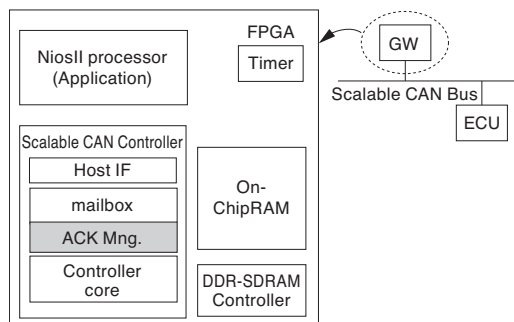 NiosII processor
(Application)
FPGA
Timer
GW
Scalable CAN Bus
ECU
Scalable CAN Controller
Host IF
mailbox
ACK Mng.
Controller
core
On-
ChipRAM
DDR-SDRAM
Controller